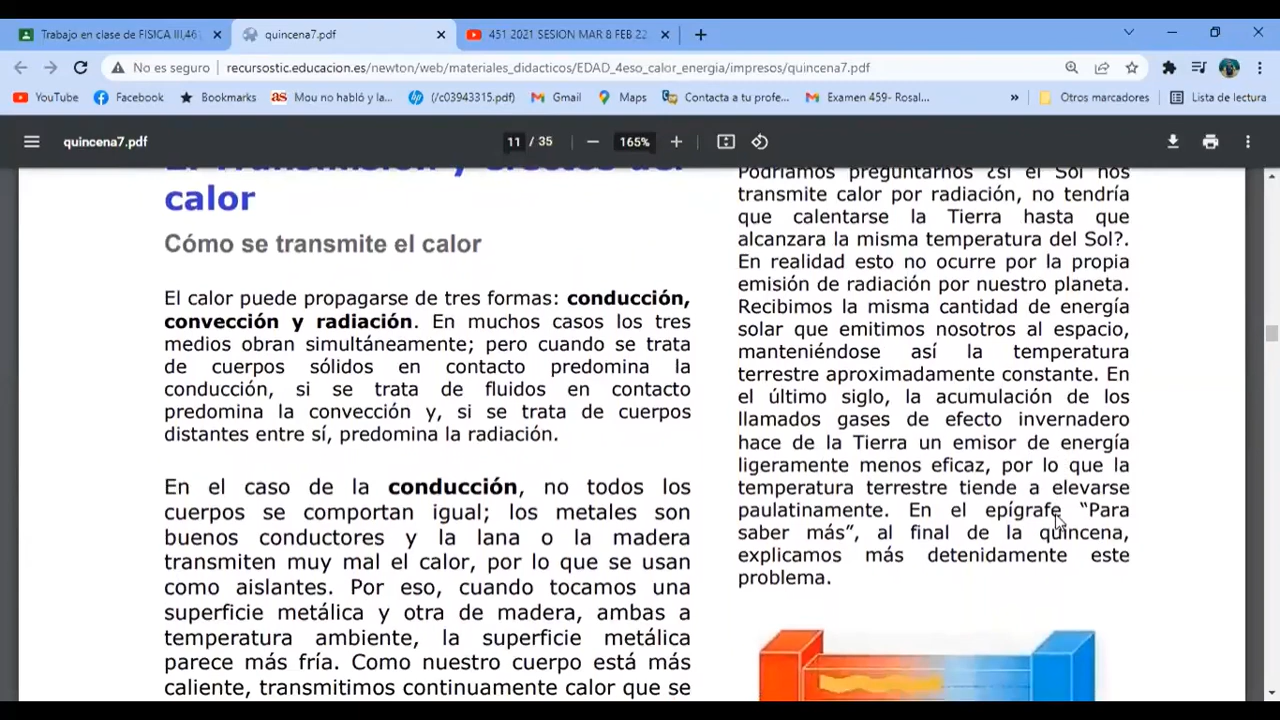 Trabajo en clase de FISICA III,46
quincena7.pdf
451 2021 SESION MAR 8 FEB 22
No es seguro
recursostic.educacion.es/newton/web/materiales_didacticos/EDAD_4eso_calor_energia/impresos/quincena7.pdf
YouTube
Facebook
Bookmarks
as
Mou no habló y la...
(/c03943315.pdf)
Gmail
Maps
Contacta a tu profe...
Examen 459- Rosal...
»
Otros marcadores
Lista de lectura
quincena7.pdf
11 / 35
165%
calor
Cómo se transmite el calor
El calor puede propagarse de tres formas: conducción,
convección y radiación. En muchos casos los tres
medios obran simultáneamente; pero cuando se trata
de cuerpos sólidos en contacto predomina la
conducción, si se trata de fluidos en contacto
predomina la convección y, si se trata de cuerpos
distantes entre sí, predomina la radiación.
En el caso de la conducción, no todos los
cuerpos se comportan igual; los metales son
buenos conductores y la lana o la madera
transmiten muy mal el calor, por lo que se usan
como aislantes. Por eso, cuando tocamos una
superficie metálica y otra de madera, ambas a
temperatura ambiente, la superficie metálica
parece más fría. Como nuestro cuerpo está más
caliente, transmitimos continuamente calor que se
Podríamos preguntarnos ¿si el Sol nos
transmite calor por radiación, no tendría
que calentarse la Tierra hasta que
alcanzara la misma temperatura del Sol?.
En realidad esto no ocurre por la propia
emisión de radiación por nuestro planeta.
Recibimos la misma cantidad de energía
solar que emitimos nosotros al espacio,
manteniéndose así la temperatura
terrestre aproximadamente constante. En
el último siglo, la acumulación de los
llamados gases de efecto invernadero
hace de la Tierra un emisor de energía
ligeramente menos eficaz, por lo que la
temperatura terrestre tiende a elevarse
paulatinamente. En el epígrafe “Para
saber más”, al final de la quincena,
explicamos más detenidamente este
problema.